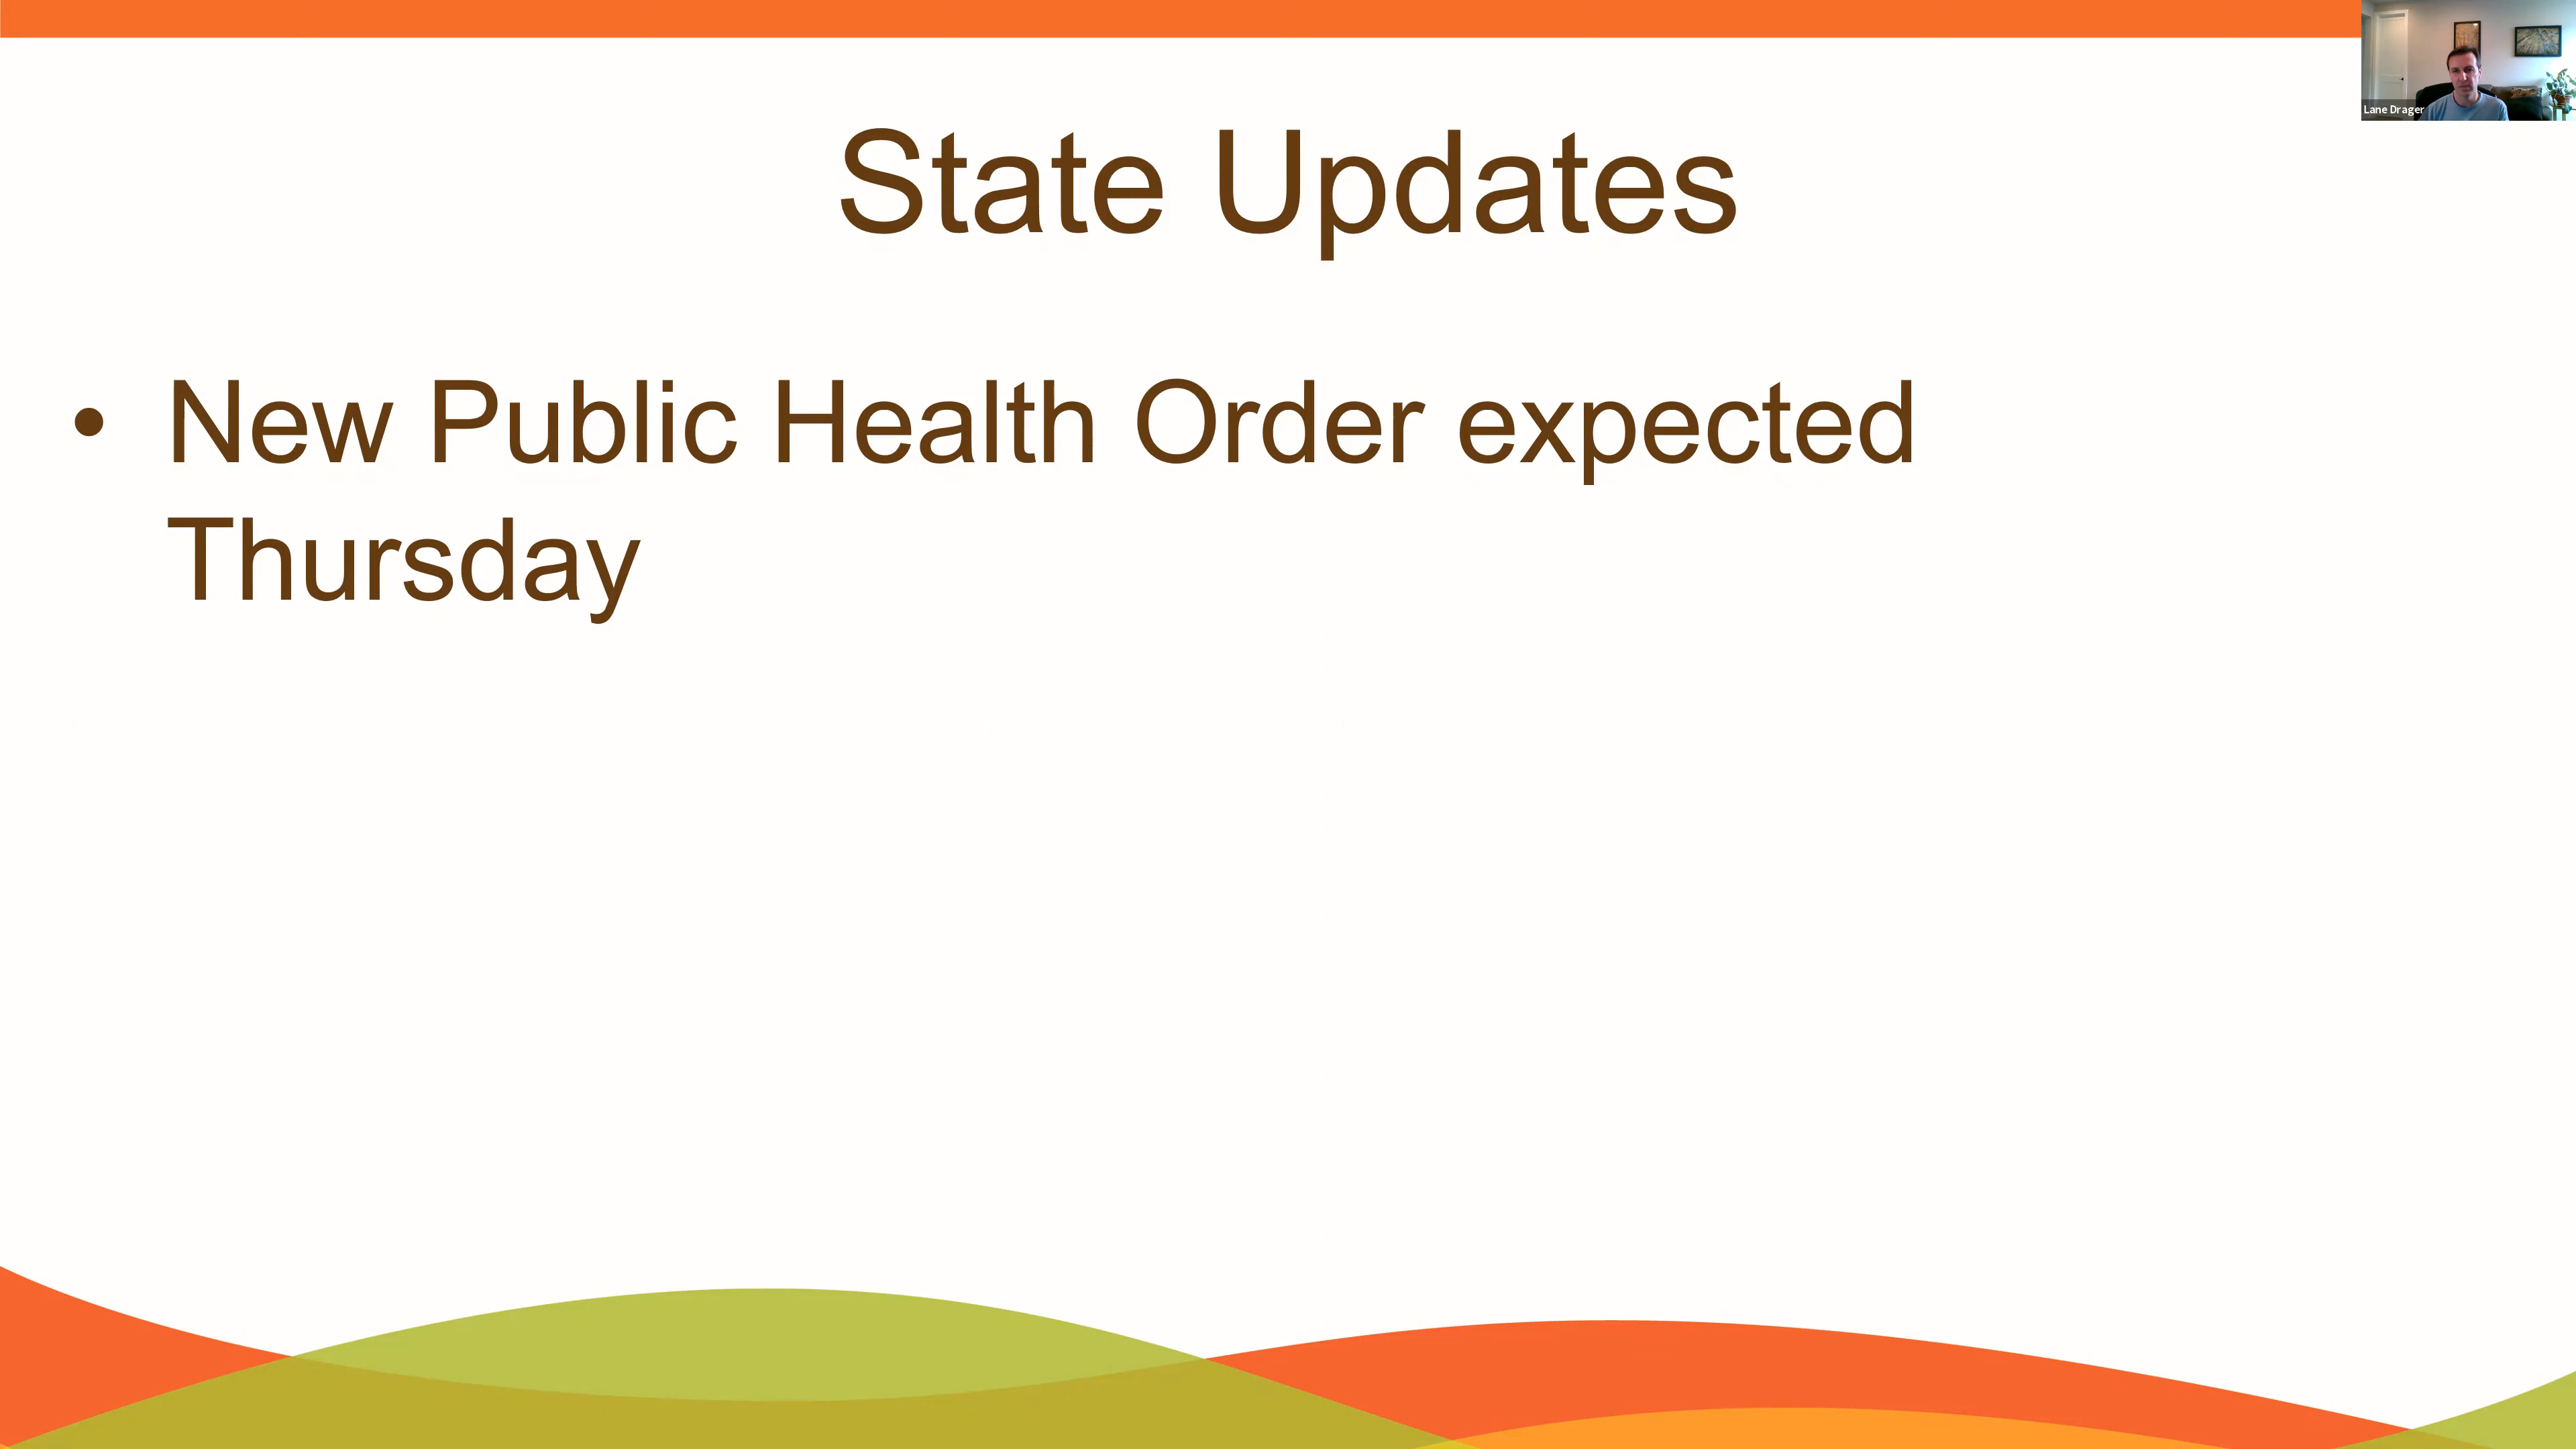 State Updates
Lane Drager
• New Public Health Order expected
Thursday